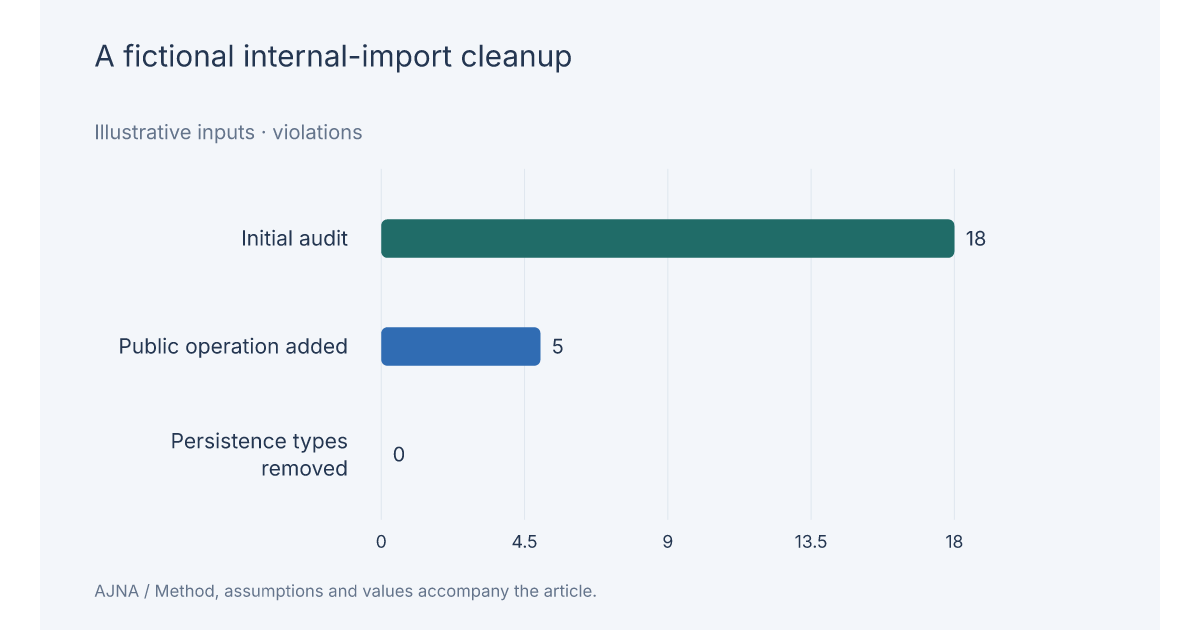 A fictional internal-import cleanup
Illustrative inputs · violations
Initial audit
18
Public operation added
5
Persistence types
removed
0
0
4.5
9
13.5
18
AJNA / Method, assumptions and values accompany the article.